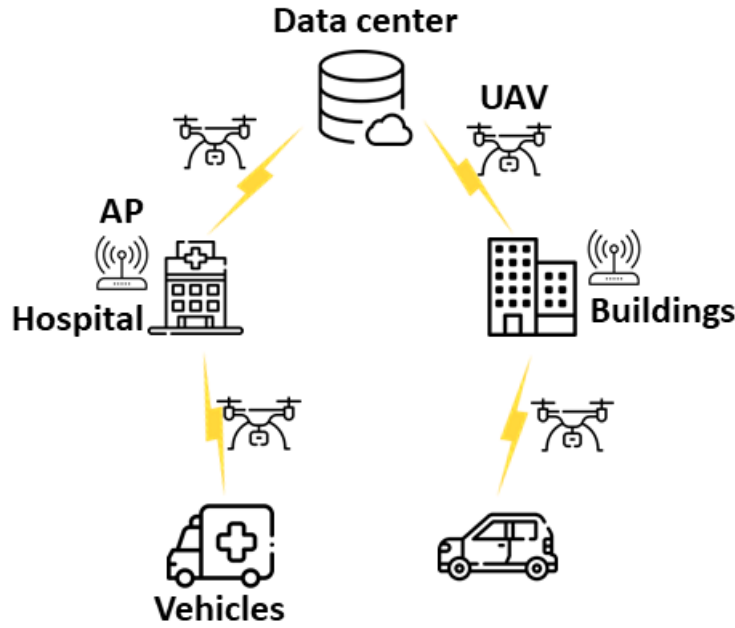 Data center
UAV
AP
Hospital
Buildings
Vehicles